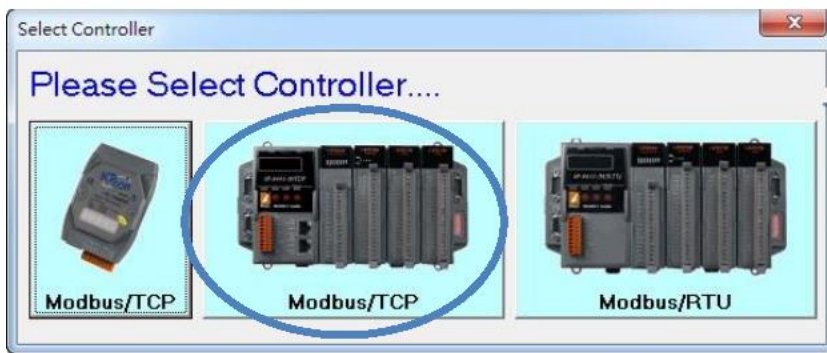 Select Controller
Please Select Controller....
Modbus/TCP
Modbus/TCP
Modbus/RTU